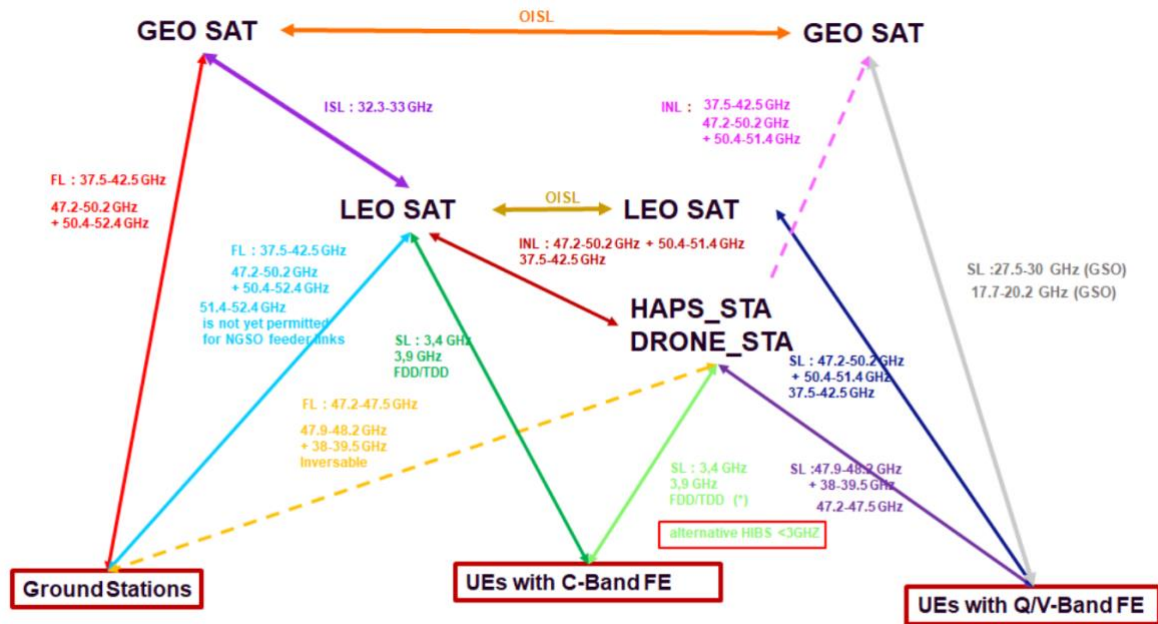 OISL
GEO SAT
GEO SAT
ISL : 32.3-33 GHz
INL : 37.5-42.5 GHz
47.2-50.2 GHz
+ 50.4-51.4 GHz
FL : 37.5-42.5 GHz
47.2-50.2 GHz
+ 50.4-52.4 GHz
OISL
LEO SAT
LEO SAT
INL : 47.2-50.2 GHz + 50.4-51.4 GHz
37.5-42.5 GHz
FL : 37.5-42.5 GHz
47.2-50.2 GHz
+ 50.4-52.4 GHz
51.4-52.4 GHz
is not yet permitted
for NGSO feeder links
SL :27.5-30 GHz (GSO)
17.7-20.2 GHz (GSO)
HAPS_STA
DRONE_STA
SL : 3,4 GHz
3,9 GHz
FDD/TDD
SL : 47.2-50.2 GHz
+ 50.4-51.4 GHz
37.5-42.5 GHz
FL : 47.2-47.5 GHz
47.9-48.2 GHz
+ 38-39.5 GHz
Inversable
SL : 3,4 GHz
3,9 GHz
FDD/TDD (*)
alternative HIBS <3GHZ
SL :47.9-48.2 GHz
+ 38-39.5 GHz
47.2-47.5 GHz
Ground Stations
UEs with C-Band FE
UEs with Q/V-Band FE